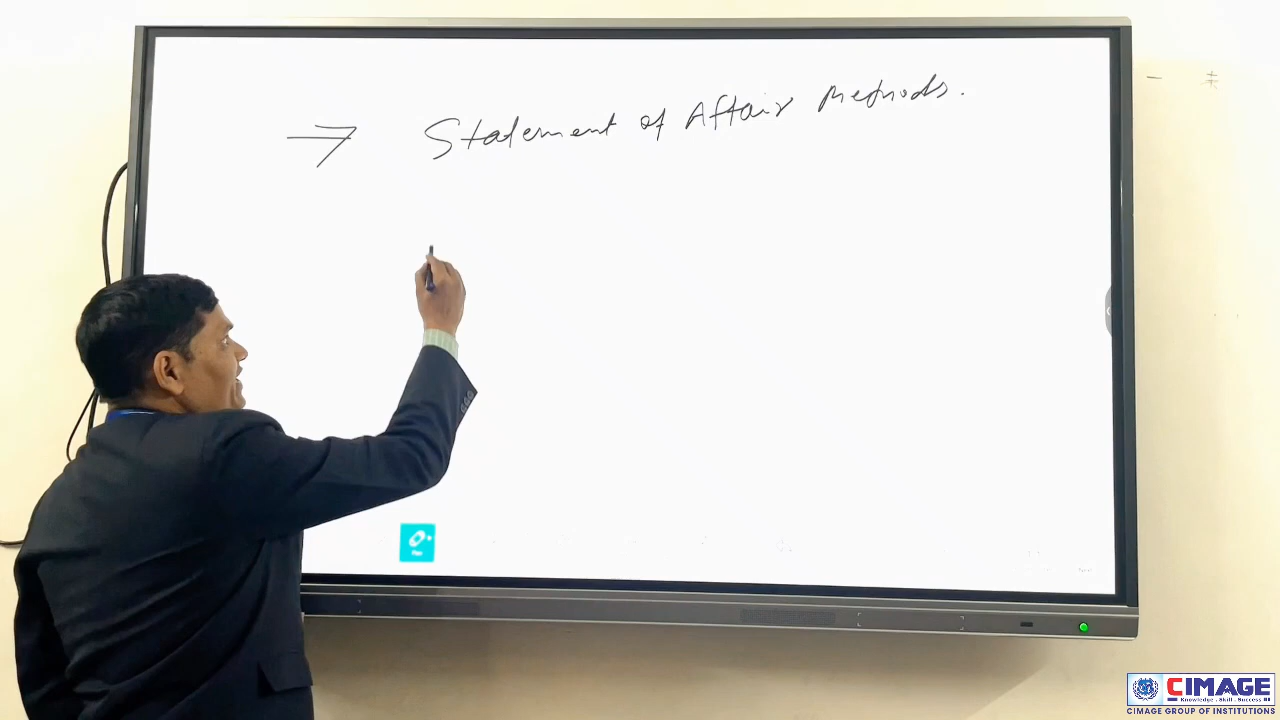 ⇒ Statement of Affair Methods.
CIMAGE
Knowledge . Skill . Success
CIMAGE GROUP OF INSTITUTIONS